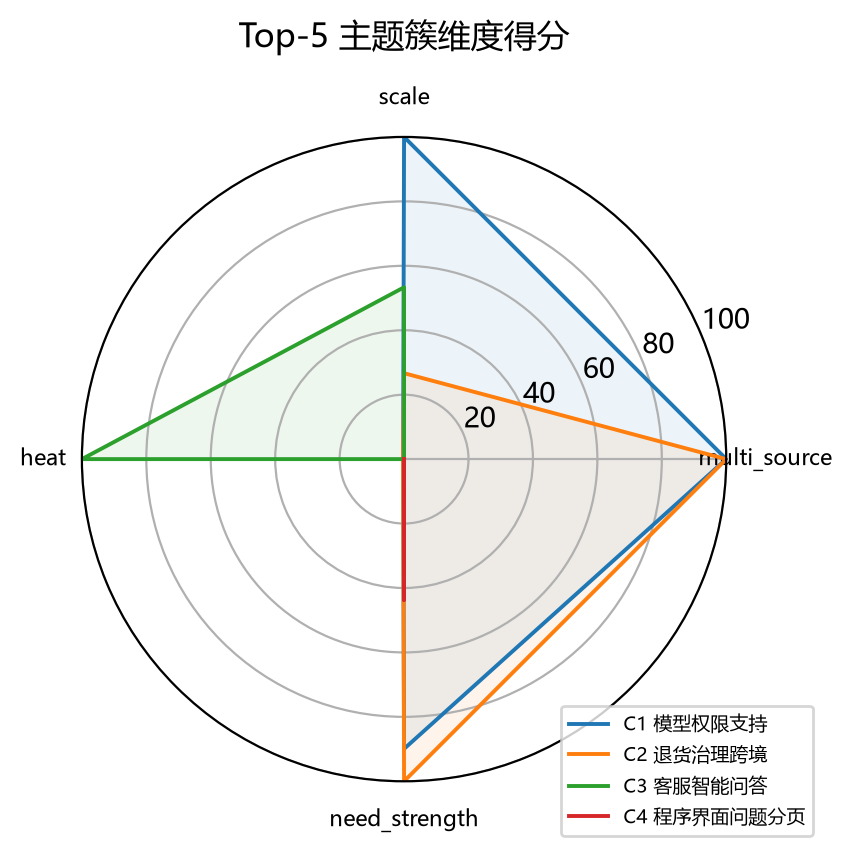 Top-5 主题簇维度得分
scale
100
80
60
40
20
heat
multi_source
need_strength
C1 模型权限支持
C2 退货治理跨境
C3 客服智能问答
C4 程序界面问题分页